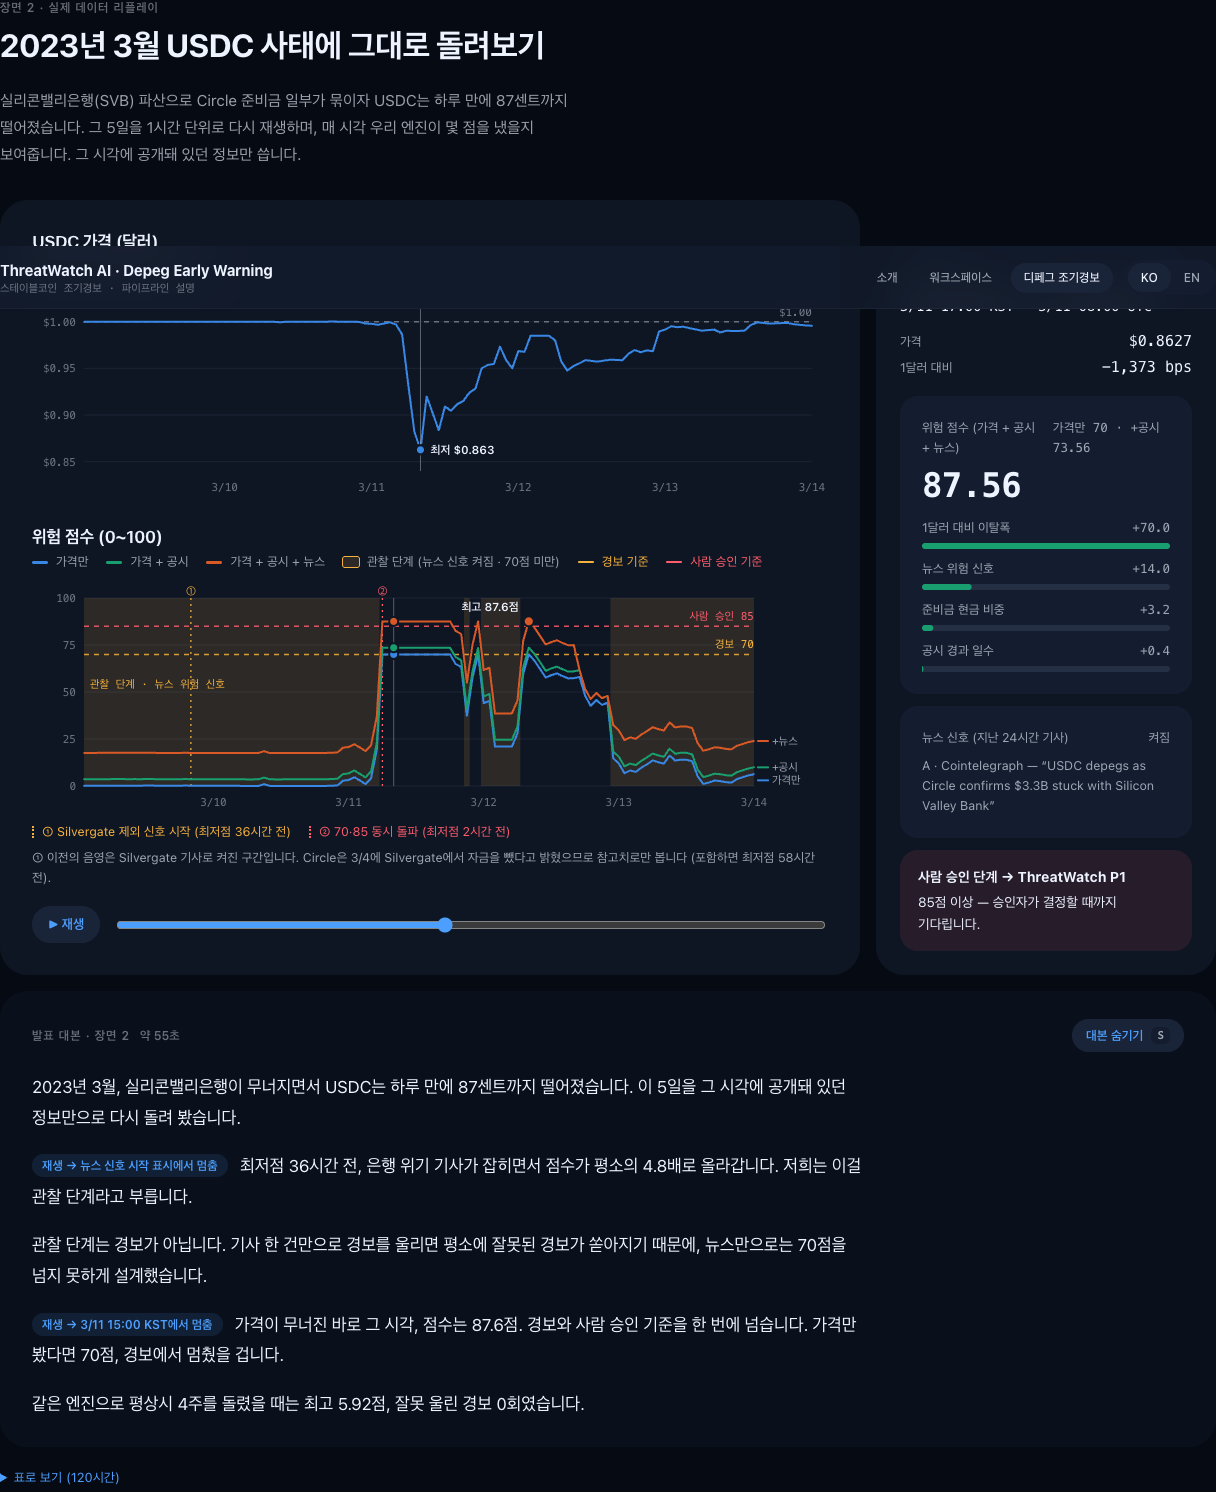 장면 2 · 실제 데이터 리플레이
2023년 3월 USDC 사태에 그대로 돌려보기
실리콘밸리은행(SVB) 파산으로 Circle 준비금 일부가 묶이자 USDC는 하루 만에 87센트까지
떨어졌습니다. 그 5일을 1시간 단위로 다시 재생하며, 매 시각 우리 엔진이 몇 점을 냈을지
보여줍니다. 그 시각에 공개돼 있던 정보만 씁니다.
USDC 가격 (달러)
ThreatWatch AI · Depeg Early Warning
스테이블코인 조기경보 · 파이프라인 설명
소개
워크스페이스
디페그 조기경보
KO
EN
$1.00
$1.00
$0.95
$0.90
$0.85
최저 $0.863
3/10
3/11
3/12
3/13
3/14
위험 점수 (0~100)
가격만
가격 + 공시
가격 + 공시 + 뉴스
관찰 단계 (뉴스 신호 켜짐 · 70점 미만)
경보 기준
사람 승인 기준
①
②
100
75
50
25
0
최고 87.6점
사람 승인 85
경보 70
관찰 단계 · 뉴스 위험 신호
+뉴스
+공시
가격만
3/10
3/11
3/12
3/13
3/14
① Silvergate 제외 신호 시작 (최저점 36시간 전)
② 70·85 동시 돌파 (최저점 2시간 전)
① 이전의 음영은 Silvergate 기사로 켜진 구간입니다. Circle은 3/4에 Silvergate에서 자금을 뺐다고 밝혔으므로 참고치로만 봅니다 (포함하면 최저점 58시간
전).
▶ 재생
가격
$0.8627
1달러 대비
−1,373 bps
위험 점수 (가격 + 공시
+ 뉴스)
가격만 70 · +공시
73.56
87.56
1달러 대비 이탈폭
+70.0
뉴스 위험 신호
+14.0
준비금 현금 비중
+3.2
공시 경과 일수
+0.4
뉴스 신호 (지난 24시간 기사)
켜짐
A · Cointelegraph — “USDC depegs as
Circle confirms $3.3B stuck with Silicon
Valley Bank”
사람 승인 단계 → ThreatWatch P1
85점 이상 — 승인자가 결정할 때까지
기다립니다.
발표 대본 · 장면 2 약 55초
대본 숨기기 S
2023년 3월, 실리콘밸리은행이 무너지면서 USDC는 하루 만에 87센트까지 떨어졌습니다. 이 5일을 그 시각에 공개돼 있던
정보만으로 다시 돌려 봤습니다.
재생 → 뉴스 신호 시작 표시에서 멈춤 최저점 36시간 전, 은행 위기 기사가 잡히면서 점수가 평소의 4.8배로 올라갑니다. 저희는 이걸
관찰 단계라고 부릅니다.
관찰 단계는 경보가 아닙니다. 기사 한 건만으로 경보를 울리면 평소에 잘못된 경보가 쏟아지기 때문에, 뉴스만으로는 70점을
넘지 못하게 설계했습니다.
재생 → 3/11 15:00 KST에서 멈춤 가격이 무너진 바로 그 시각, 점수는 87.6점. 경보와 사람 승인 기준을 한 번에 넘습니다. 가격만
봤다면 70점, 경보에서 멈췄을 겁니다.
같은 엔진으로 평상시 4주를 돌렸을 때는 최고 5.92점, 잘못 울린 경보 0회였습니다.
▶ 표로 보기 (120시간)